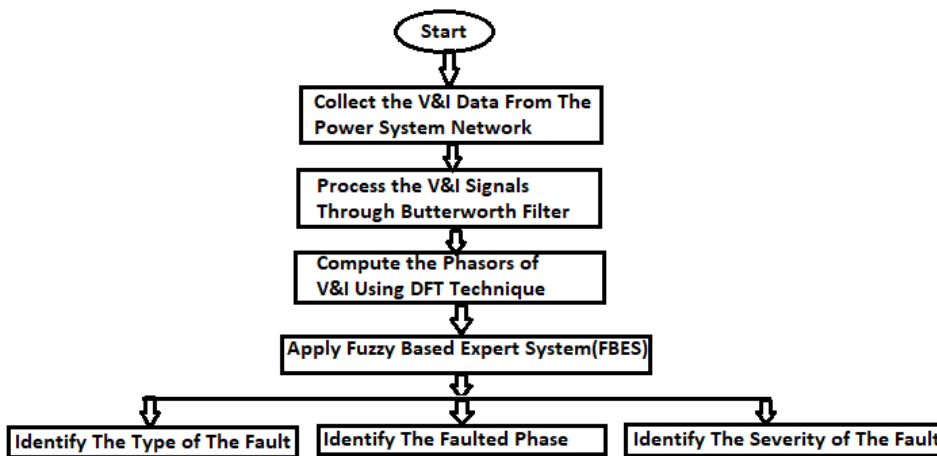 Start
Collect the V&I Data From The
Power System Network
Process the V&I Signals
Through Butterworth Filter
Compute the Phasors of
V&I Using DFT Technique
Apply Fuzzy Based Expert System(FBES)
Identify The Type of The Fault
Identify The Faulted Phase
Identify The Severity of The Fault